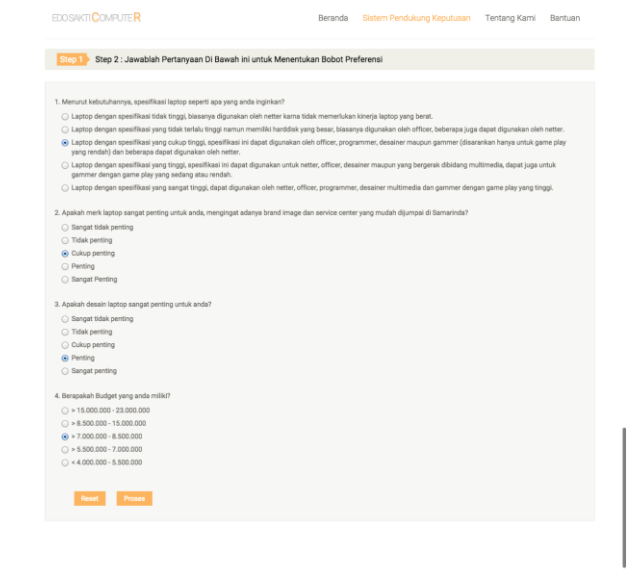 EDO SAKTI COMPUTER
Beranda Sistem Pendukung Keputusan Tentang Kami Bantuan
Step 1 Step 2 : Jawablah Pertanyaan Di Bawah ini untuk Menentukan Bobot Preferensi
1. Menurut kebutuhannya, spesifikasi laptop seperti apa yang anda inginkan?
Laptop dengan spesifikasi tidak tinggi, biasanya digunakan oleh netter karna tidak memerlukan kinerja laptop yang berat.
Laptop dengan spesifikasi yang tidak terlalu tinggi namun memiliki harddisk yang besar, biasanya digunakan oleh officer, beberapa juga dapat digunakan oleh netter.
Laptop dengan spesifikasi yang cukup tinggi, spesifikasi ini dapat digunakan oleh officer, programmer, desainer maupun gammer (disarankan hanya untuk game play
yang rendah) dan beberapa dapat digunakan oleh netter.
Laptop dengan spesifikasi yang tinggi, spesifikasi ini dapat digunakan untuk netter, officer, desainer maupun yang bergerak dibidang multimedia, dapat juga untuk
gammer dengan game play yang sedang atau rendah.
Laptop dengan spesifikasi yang sangat tinggi, dapat digunakan oleh netter, officer, programmer, desainer multimedia dan gammer dengan game play yang tinggi.
2. Apakah merk laptop sangat penting untuk anda, mengingat adanya brand image dan service center yang mudah dijumpai di Samarinda?
Sangat tidak penting
Tidak penting
Cukup penting
Penting
Sangat Penting
3. Apakah desain laptop sangat penting untuk anda?
Sangat tidak penting
Tidak penting
Cukup penting
Penting
Sangat penting
4. Berapakah Budget yang anda miliki?
> 15.000.000 - 23.000.000
> 8.500.000 - 15.000.000
> 7.000.000 - 8.500.000
> 5.500.000 - 7.000.000
< 4.000.000 - 5.500.000
Reset Proses